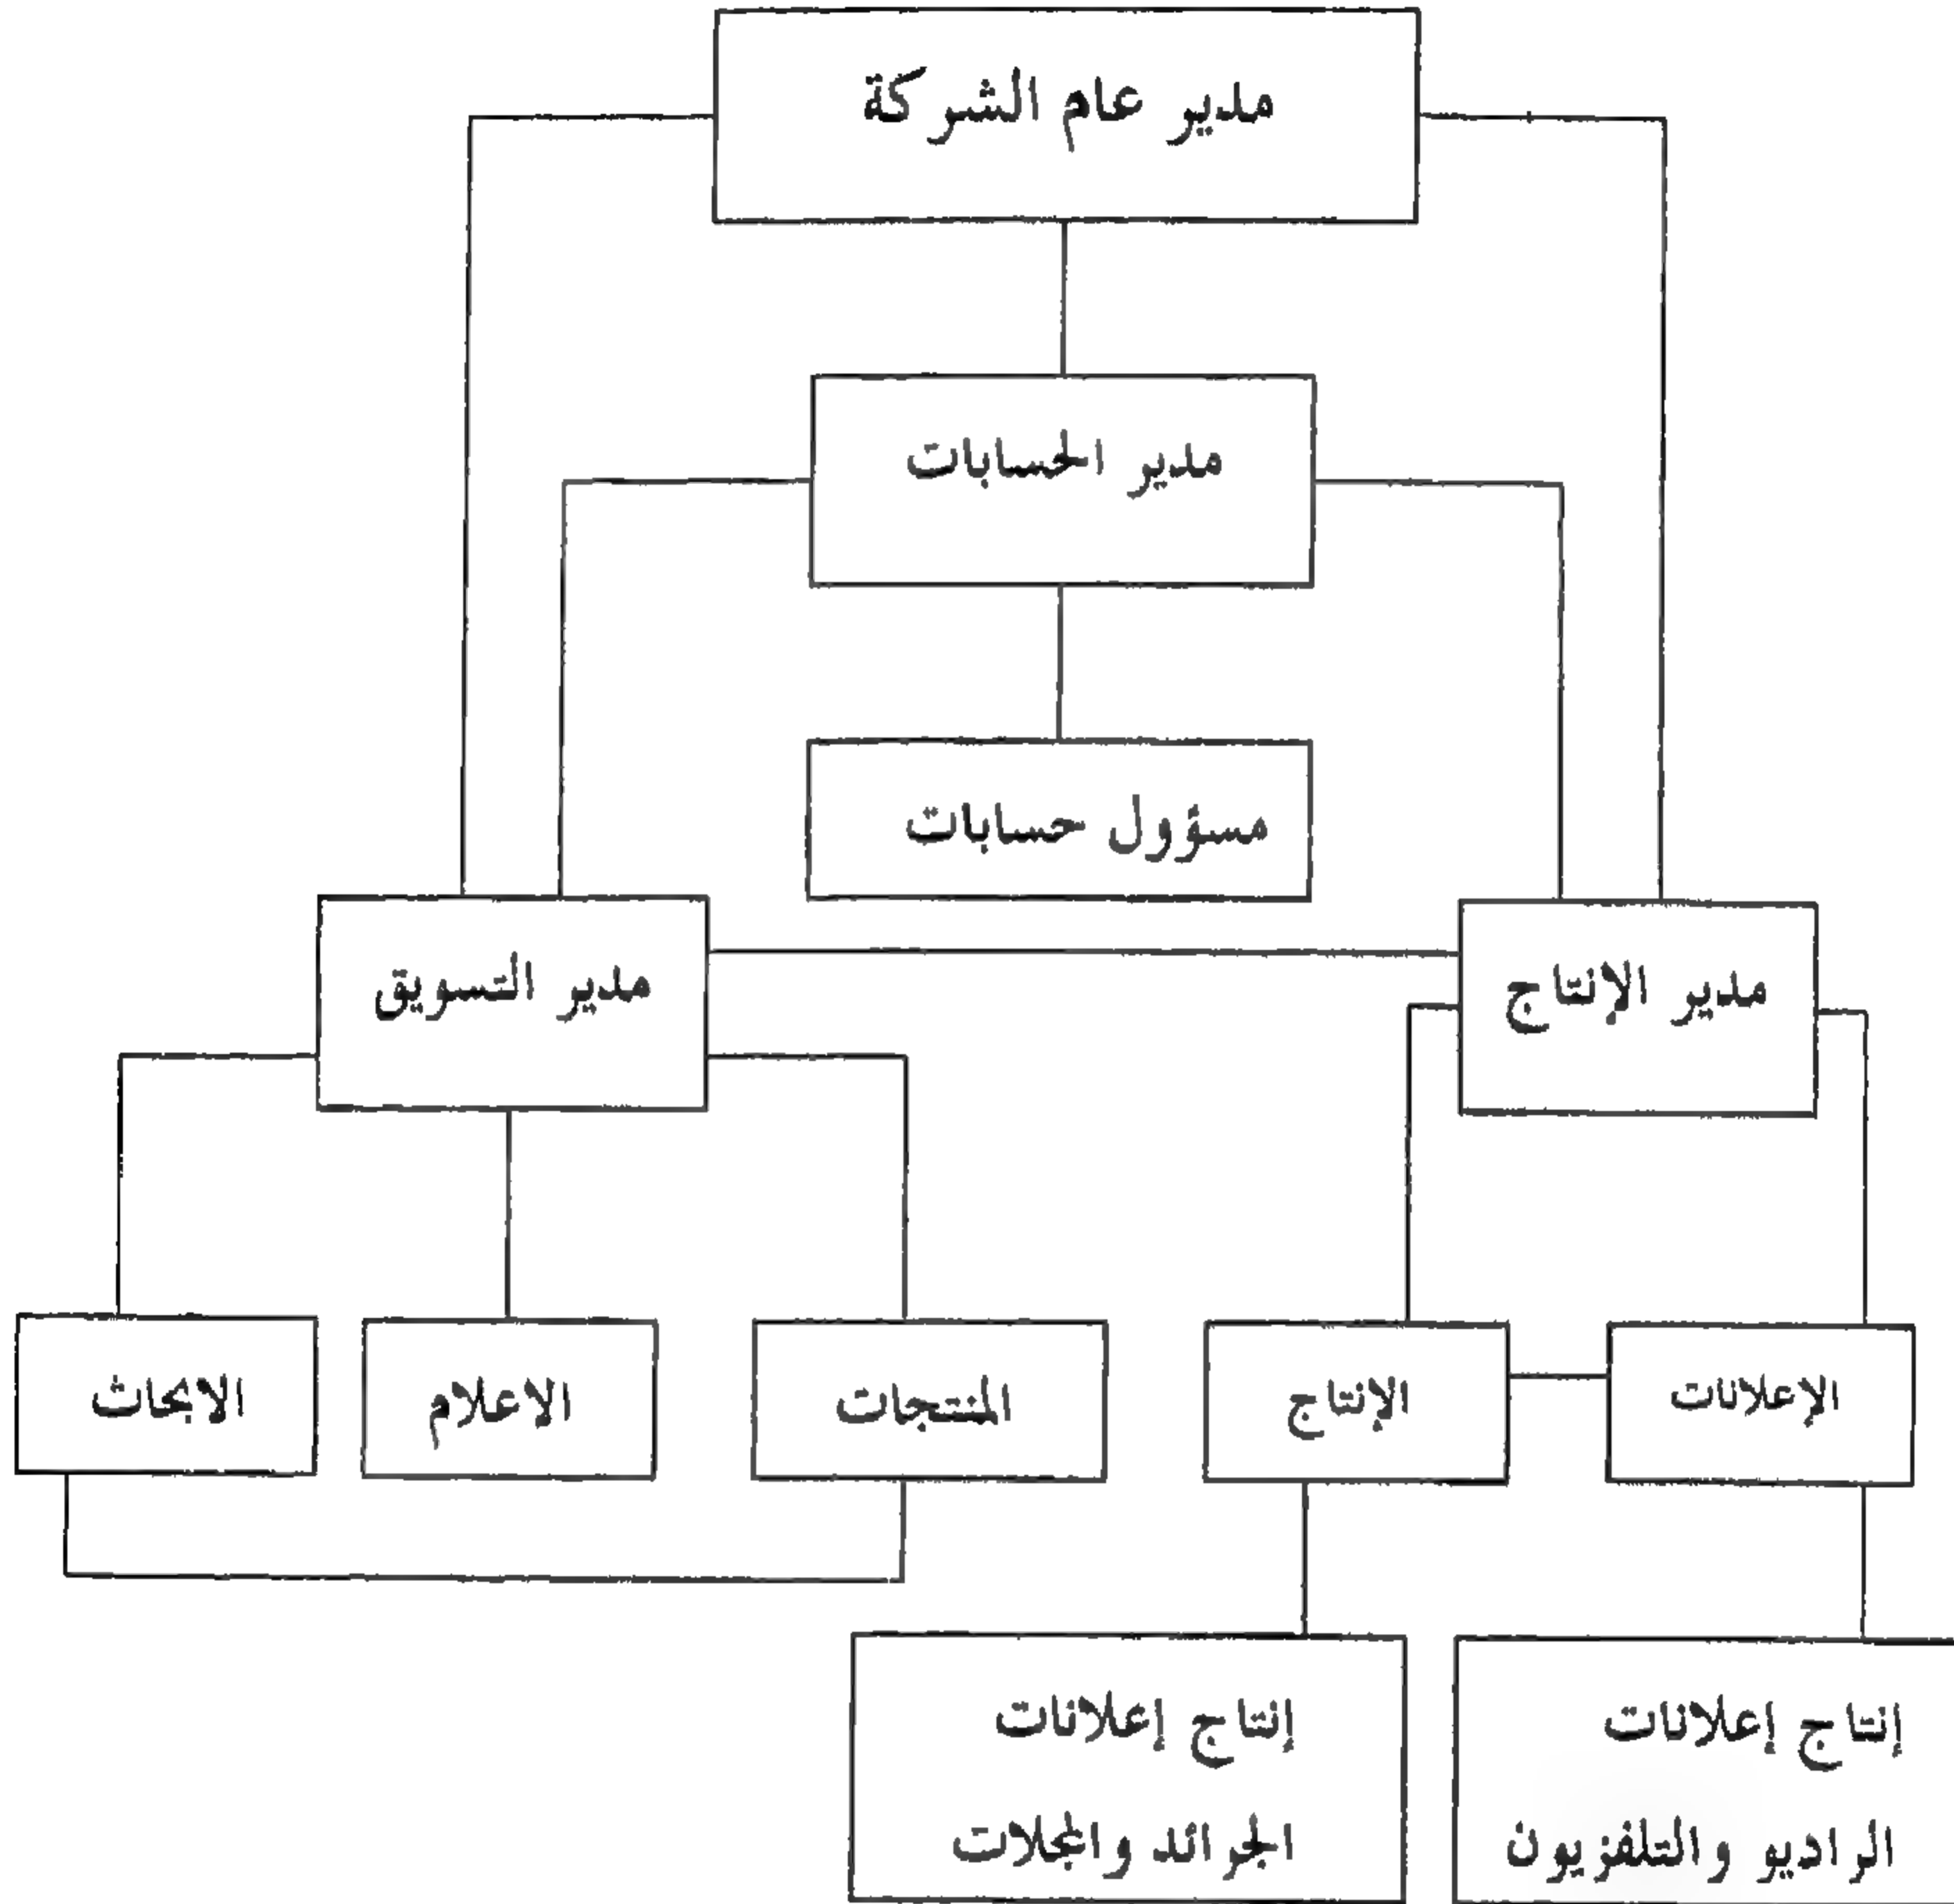 مدير عام الشركة
مدير الحسابات
مسؤول حسابات
مدير الإنتاج
مدير التسويق
الإعلانات
الإنتاج
المنتجات
الاعلام
الابحاث
إنتاج إعلانات
الراديو والتلفزيون
إنتاج إعلانات
الجرائد والمجلات